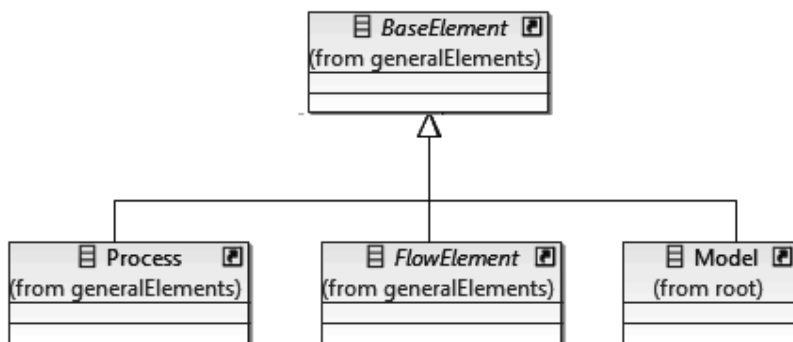 BaseElement
(from generalElements)
Process
(from generalElements)
FlowElement
(from generalElements)
Model
(from root)